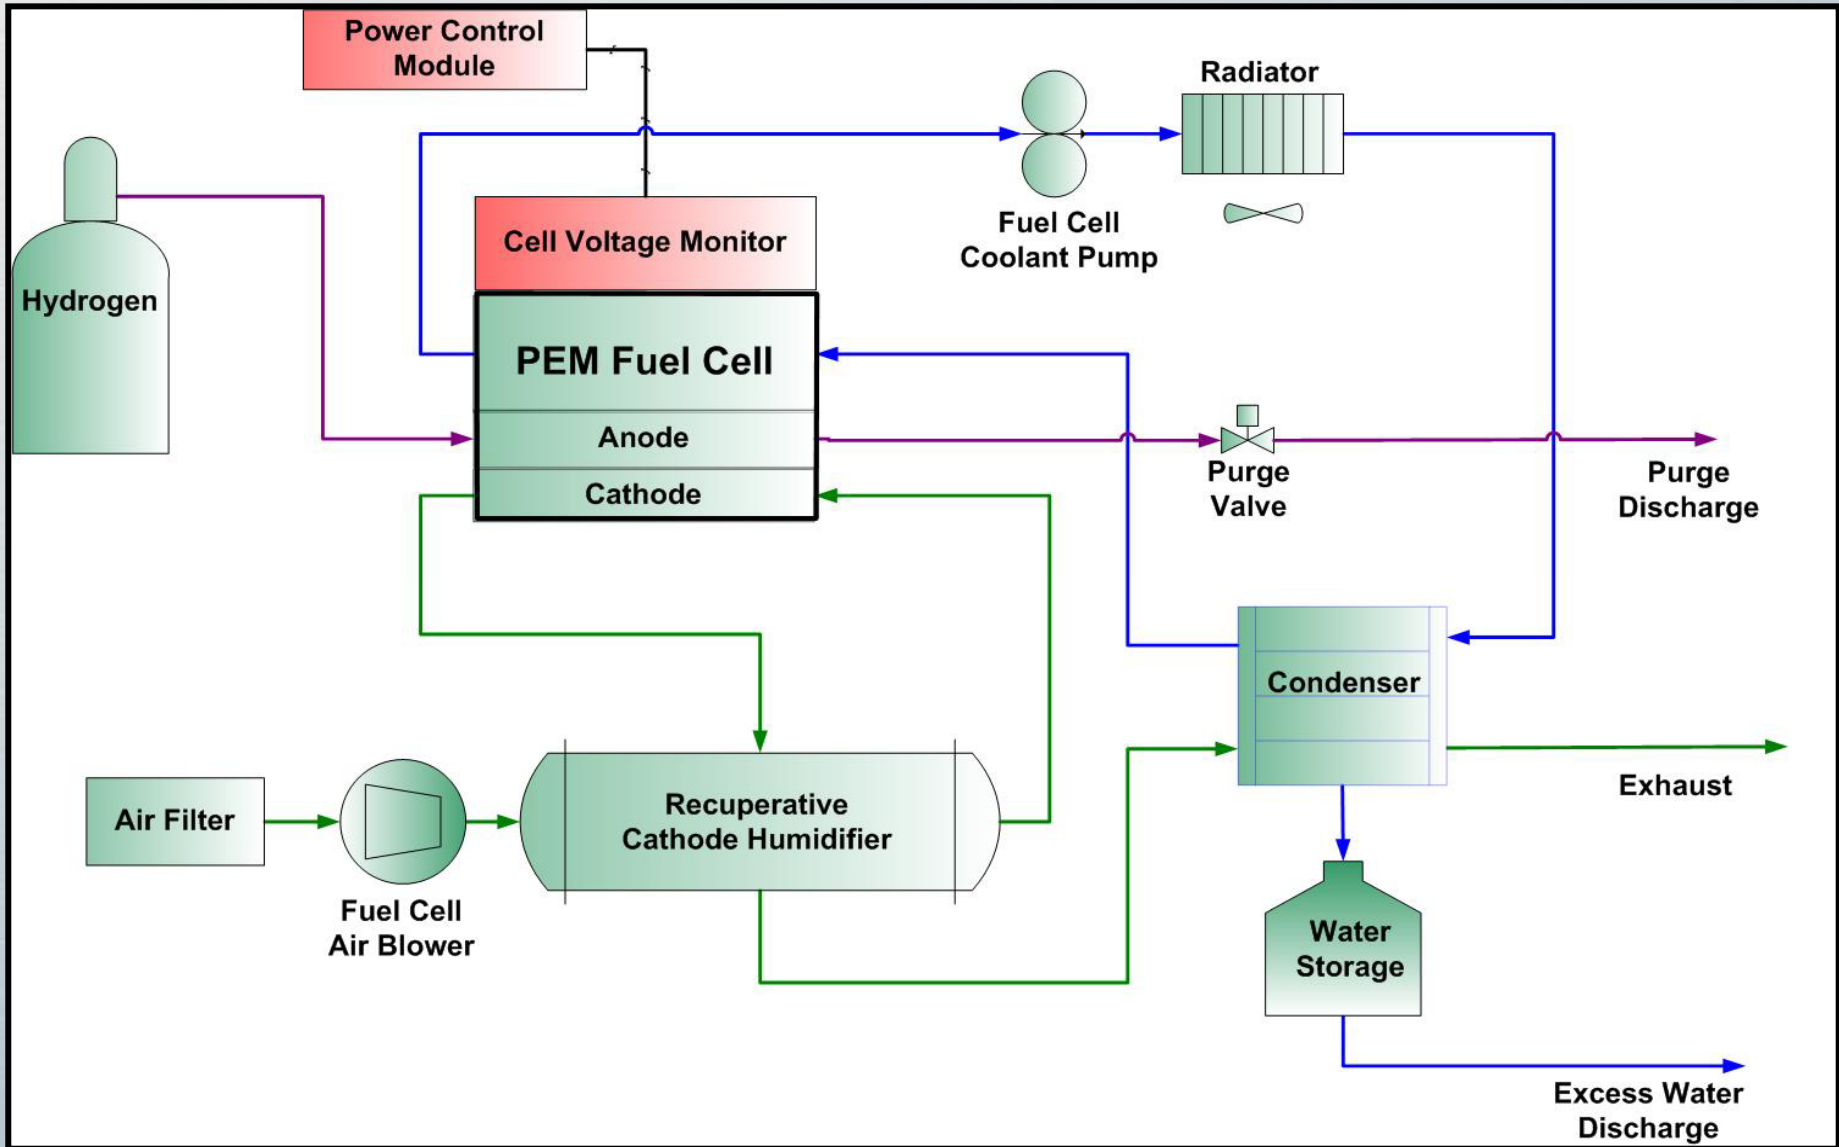 Power Control
Module
Radiator
Fuel Cell
Coolant Pump
Cell Voltage Monitor
Hydrogen
PEM Fuel Cell
Anode
Cathode
Purge
Valve
Purge
Discharge
Condenser
Exhaust
Air Filter
Recuperative
Cathode Humidifier
Fuel Cell
Air Blower
Water
Storage
Excess Water
Discharge